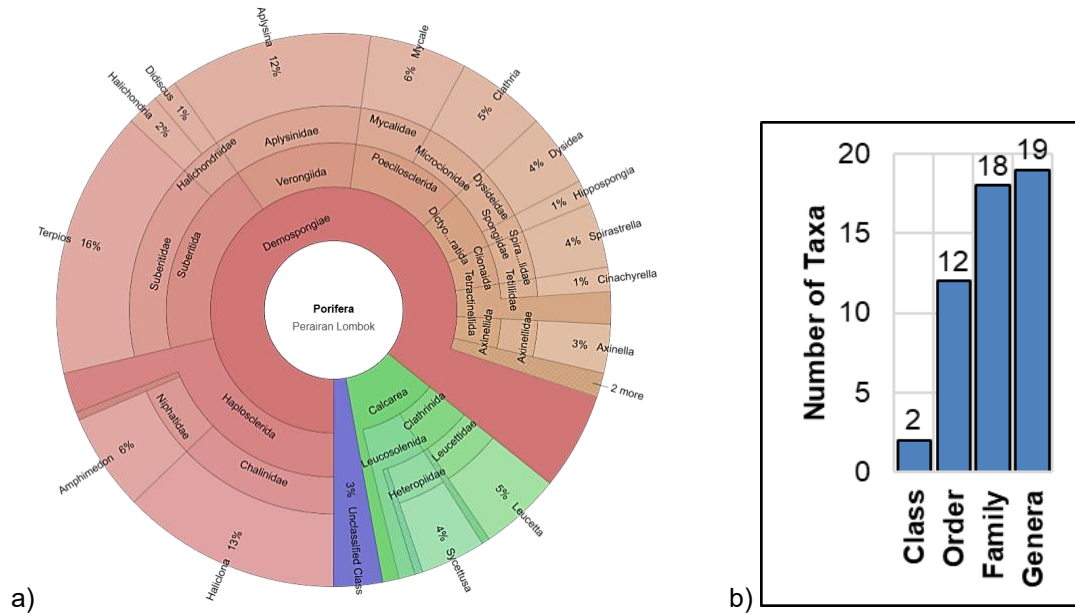 Porifera
Perairan Lombok
Demospongiae
Suberitida
Suberitidae
Terpios 16%
Halichondriidae
Halichondria 2%
Didiscus 1%
Verongiida
Aplysinidae
Aplysina 12%
Poecilosclerida
Mycalidae
6% Mycale
Microcionidae
5% Clathria
Dictyo...ratida
Dysideidae
4% Dysidea
Spongiidae
1% Hippospongia
Clionaida
Spira...llidae
4% Spirastrella
Tetractinellida
Tetillidae
1% Cinachyrella
Axinellida
Axinellidae
3% Axinella
2 more
Calcarea
Clathrinida
Leucettidae
5% Leucetta
Leucosolenida
Heteropiidae
4% Sycettusa
3% Unclassified Class
Haplosclerida
Chalinidae
Haliclona 13%
Niphatidae
Amphimedon 6%
a)
Number of Taxa
20
15
10
5
0
2
12
18
19
Class
Order
Family
Genera
b)